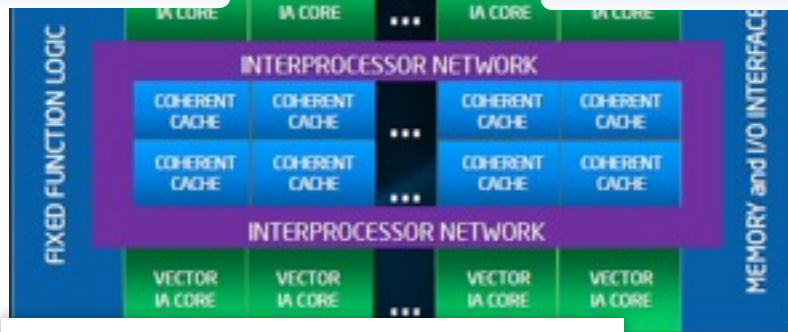 IA CORE IA CORE ... IA CORE IA CORE
FIXED FUNCTION LOGIC
INTERPROCESSOR NETWORK
COHERENT COHERENT COHERENT COHERENT
CACHE CACHE ... CACHE CACHE
COHERENT COHERENT COHERENT COHERENT
CACHE CACHE ... CACHE CACHE
INTERPROCESSOR NETWORK
VECTOR VECTOR VECTOR VECTOR
IA CORE IA CORE ... IA CORE IA CORE
MEMORY and I/O INTERFACE